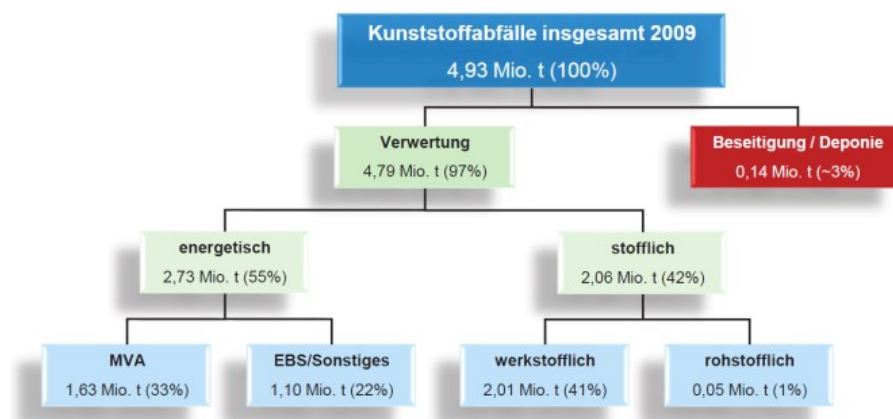 Kunststoffabfälle insgesamt 2009
4,93 Mio. t (100%)
Verwertung
4,79 Mio. t (97%)
Beseitigung / Deponie
0,14 Mio. t (~3%)
energetisch
2,73 Mio. t (55%)
stofflich
2,06 Mio. t (42%)
MVA
1,63 Mio. t (33%)
EBS/Sonstiges
1,10 Mio. t (22%)
werkstofflich
2,01 Mio. t (41%)
rohstofflich
0,05 Mio. t (1%)